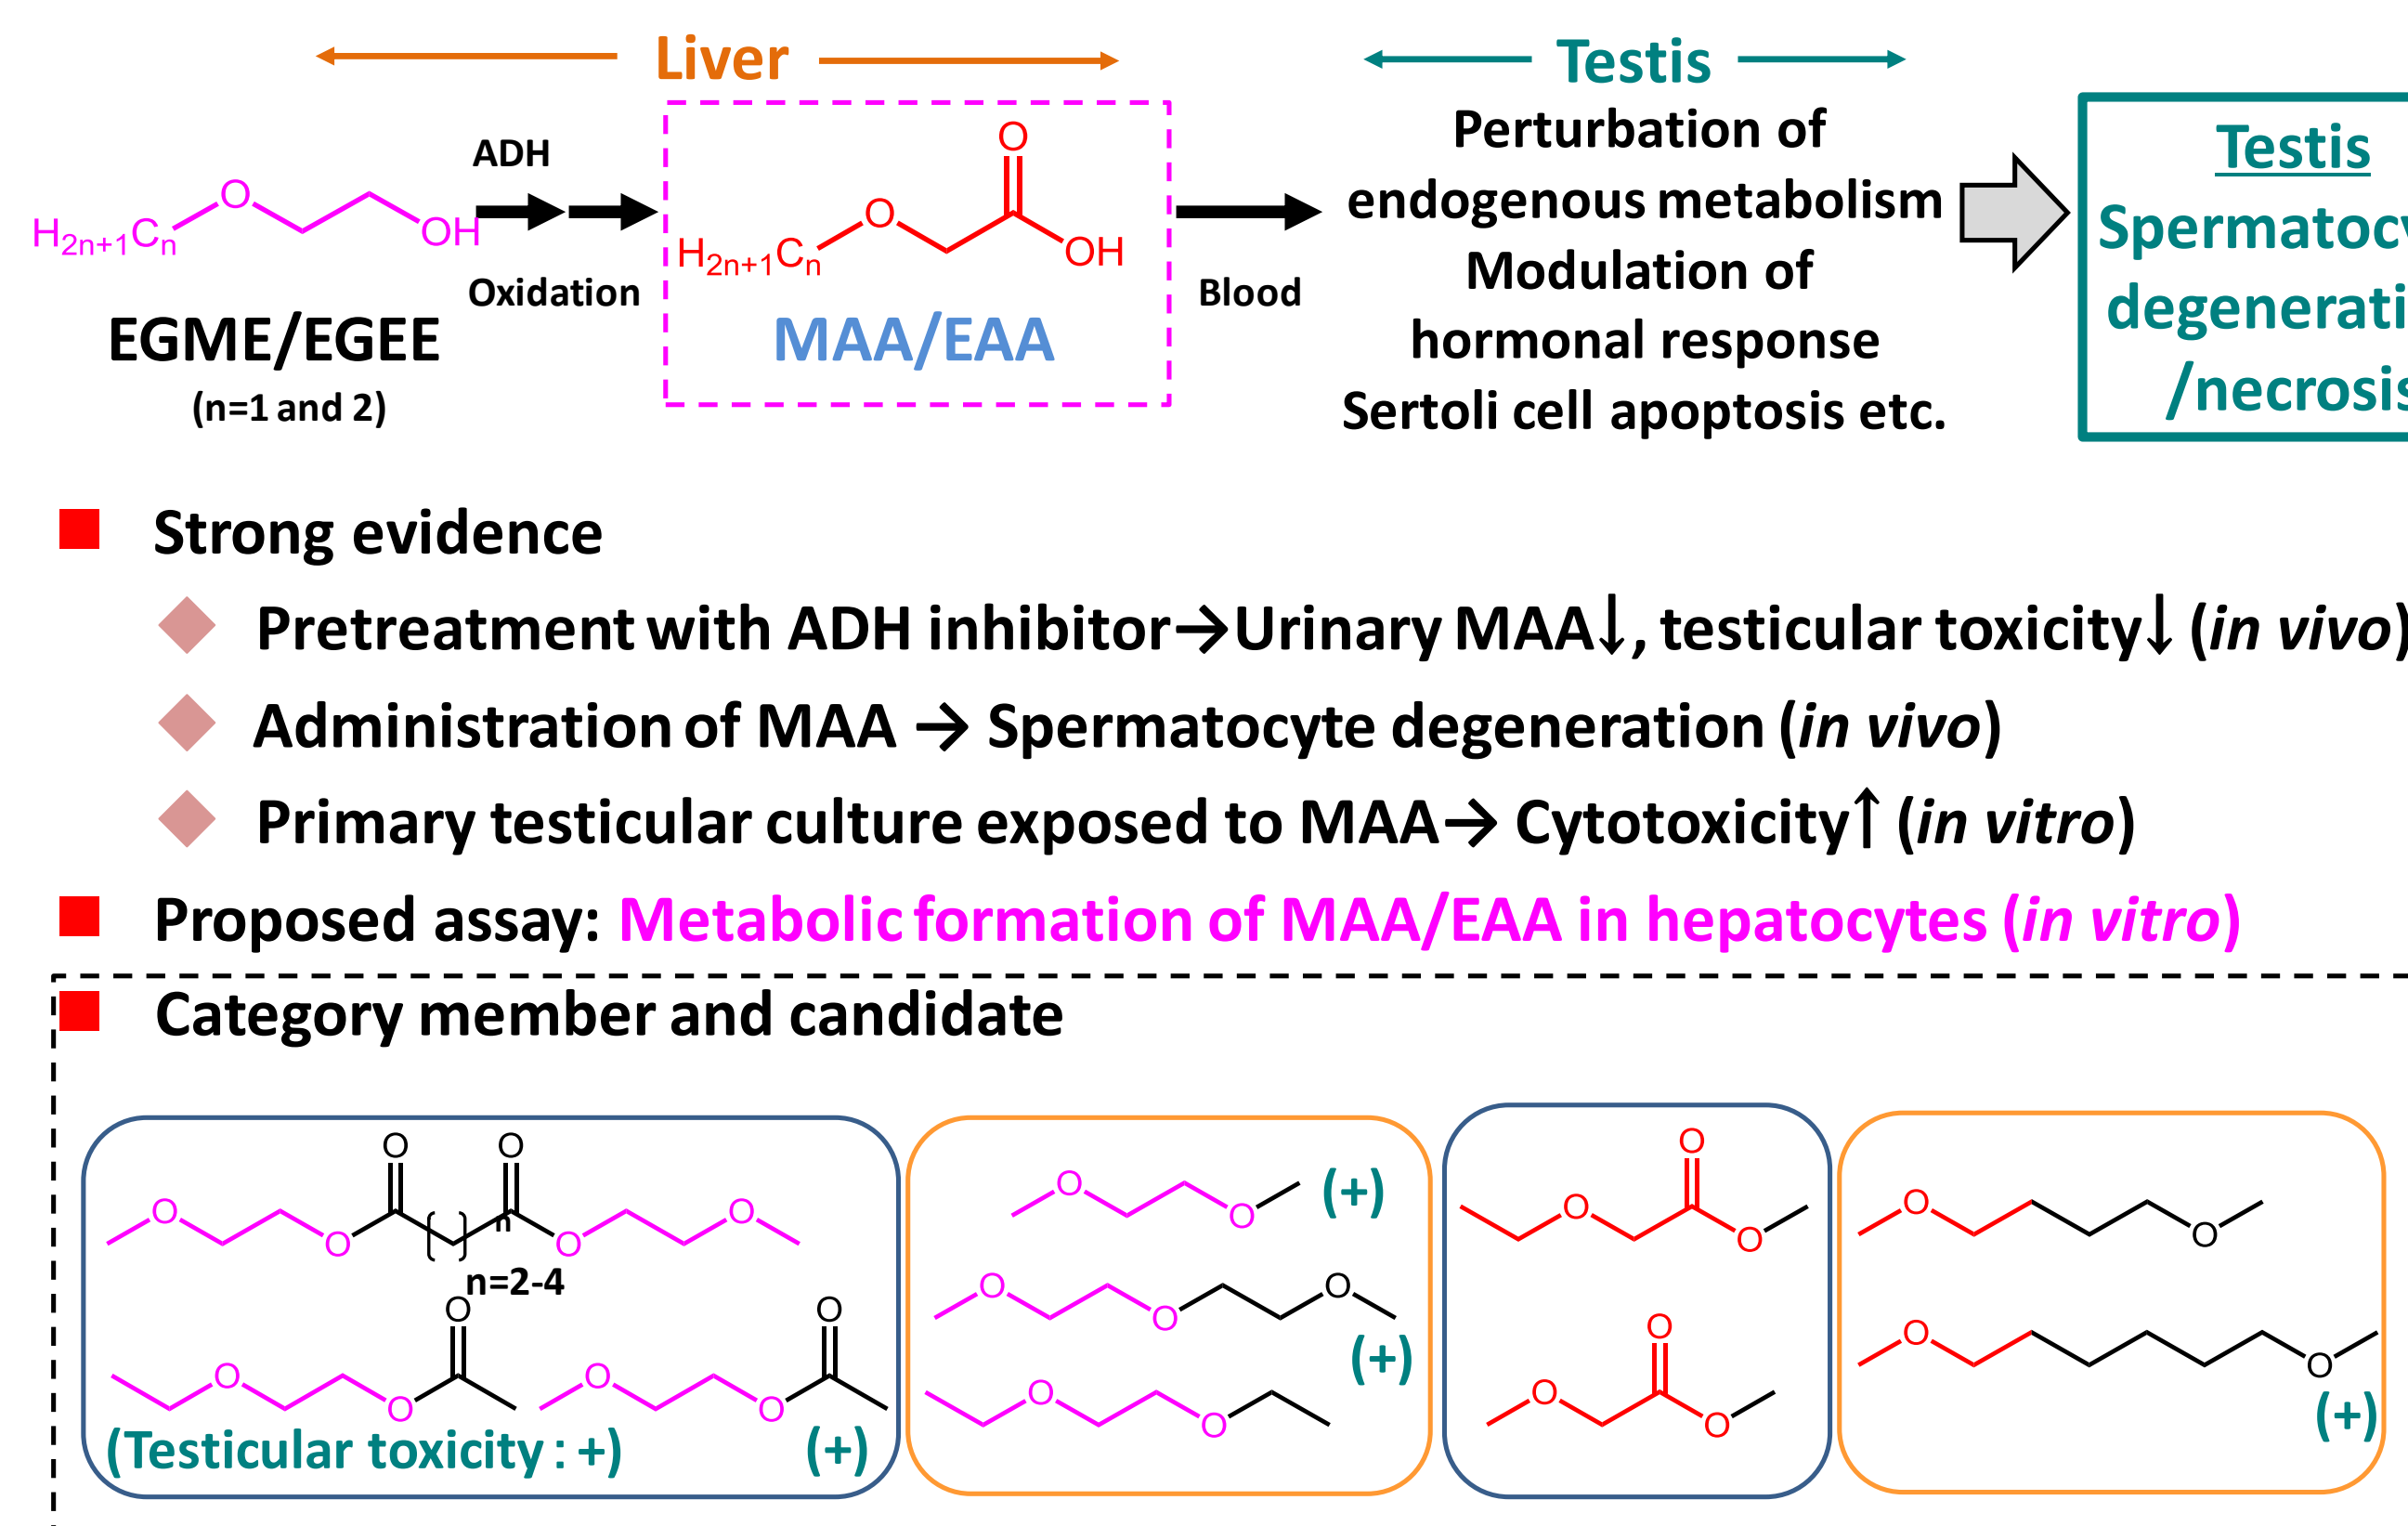 Liver
Testis
ADH
Oxidation
H2n+1Cn
O
OH
EGME/EGEE
(n=1 and 2)
H2n+1Cn
O
O
OH
MAA/EAA
Blood
Perturbation of
endogenous metabolism
Modulation of
hormonal response
Sertoli cell apoptosis etc.
Testis
Spermatocy
degenerati
/necrosis
Strong evidence
Pretreatment with ADH inhibitor→Urinary MAA↓, testicular toxicity↓ (in vivo)
Administration of MAA → Spermatocyte degeneration (in vivo)
Primary testicular culture exposed to MAA→ Cytotoxicity↑ (in vitro)
Proposed assay: Metabolic formation of MAA/EAA in hepatocytes (in vitro)
Category member and candidate
O O
O O n O O
n=2-4
O O
O O O O
(Testicular toxicity : +) (+)
O O (+)
O O O
(+)
O O
O
O O
O
O O
O O
O O
(+)